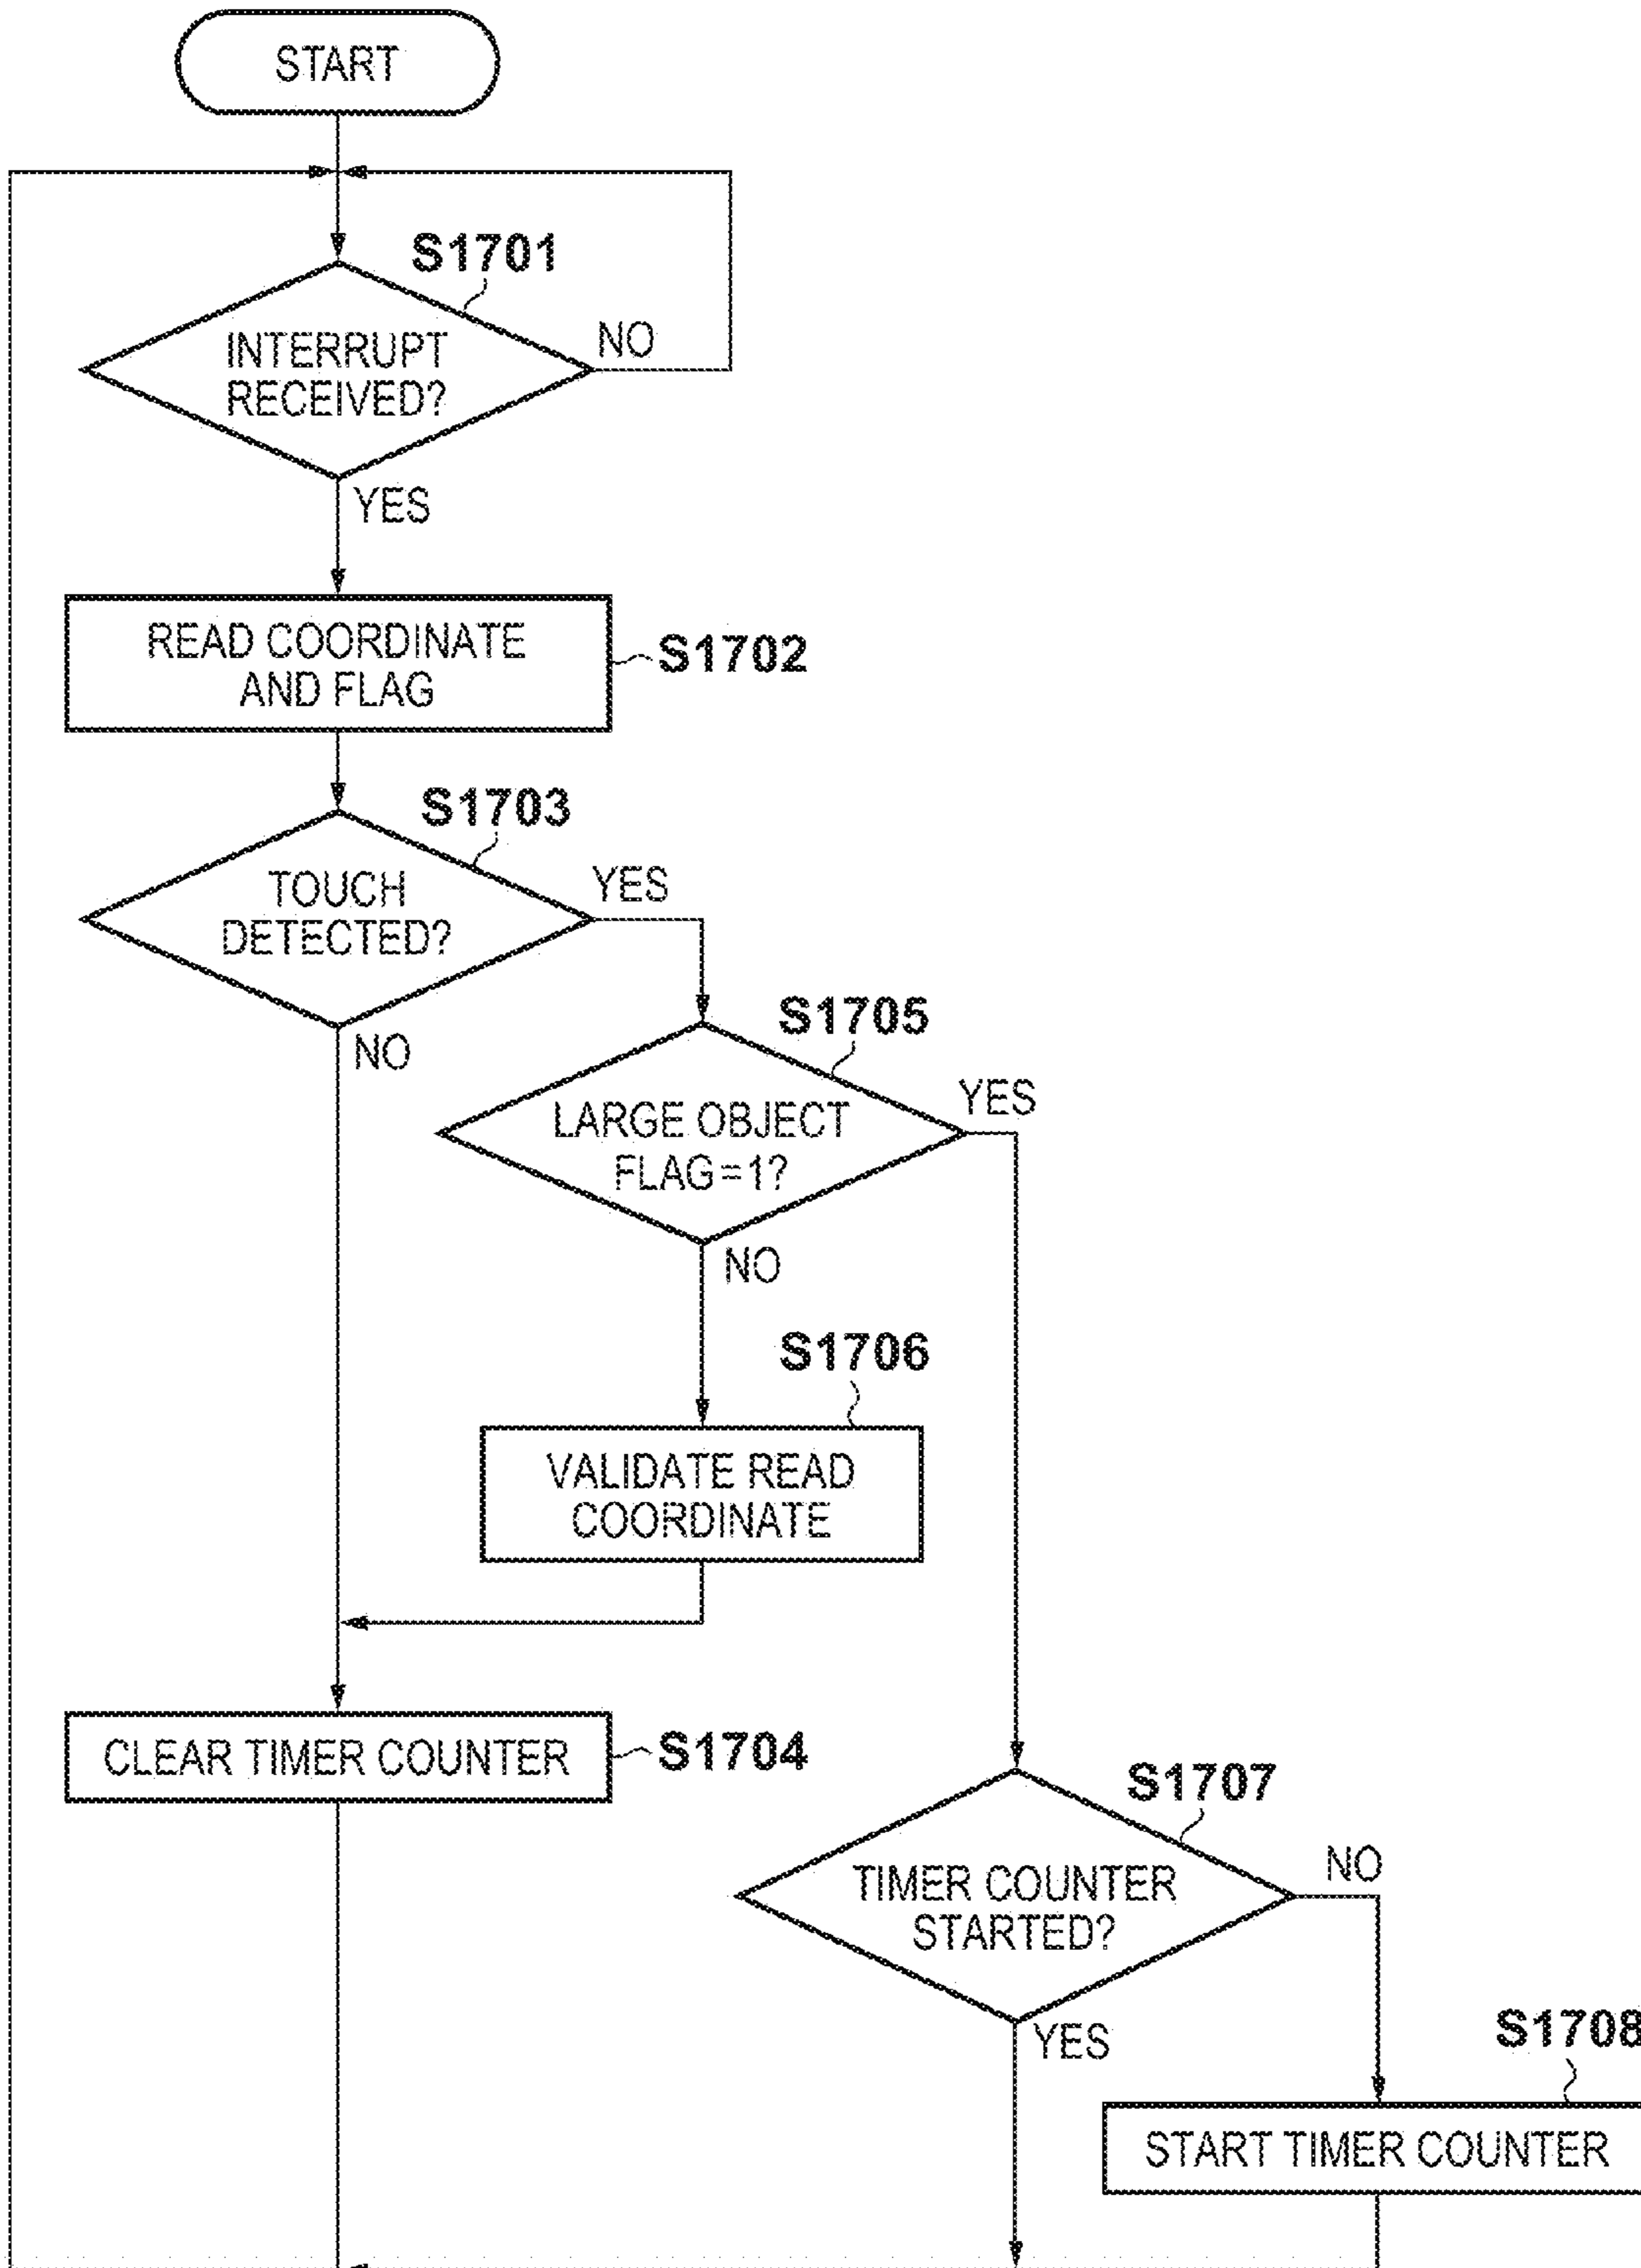 START
S1701
INTERRUPT
RECEIVED?
NO
YES
READ COORDINATE
AND FLAG
S1702
S1703
TOUCH
DETECTED?
YES
NO
S1705
LARGE OBJECT
FLAG=1?
YES
NO
S1706
VALIDATE READ
COORDINATE
CLEAR TIMER COUNTER
S1704
S1707
TIMER COUNTER
STARTED?
NO
YES
S1708
START TIMER COUNTER